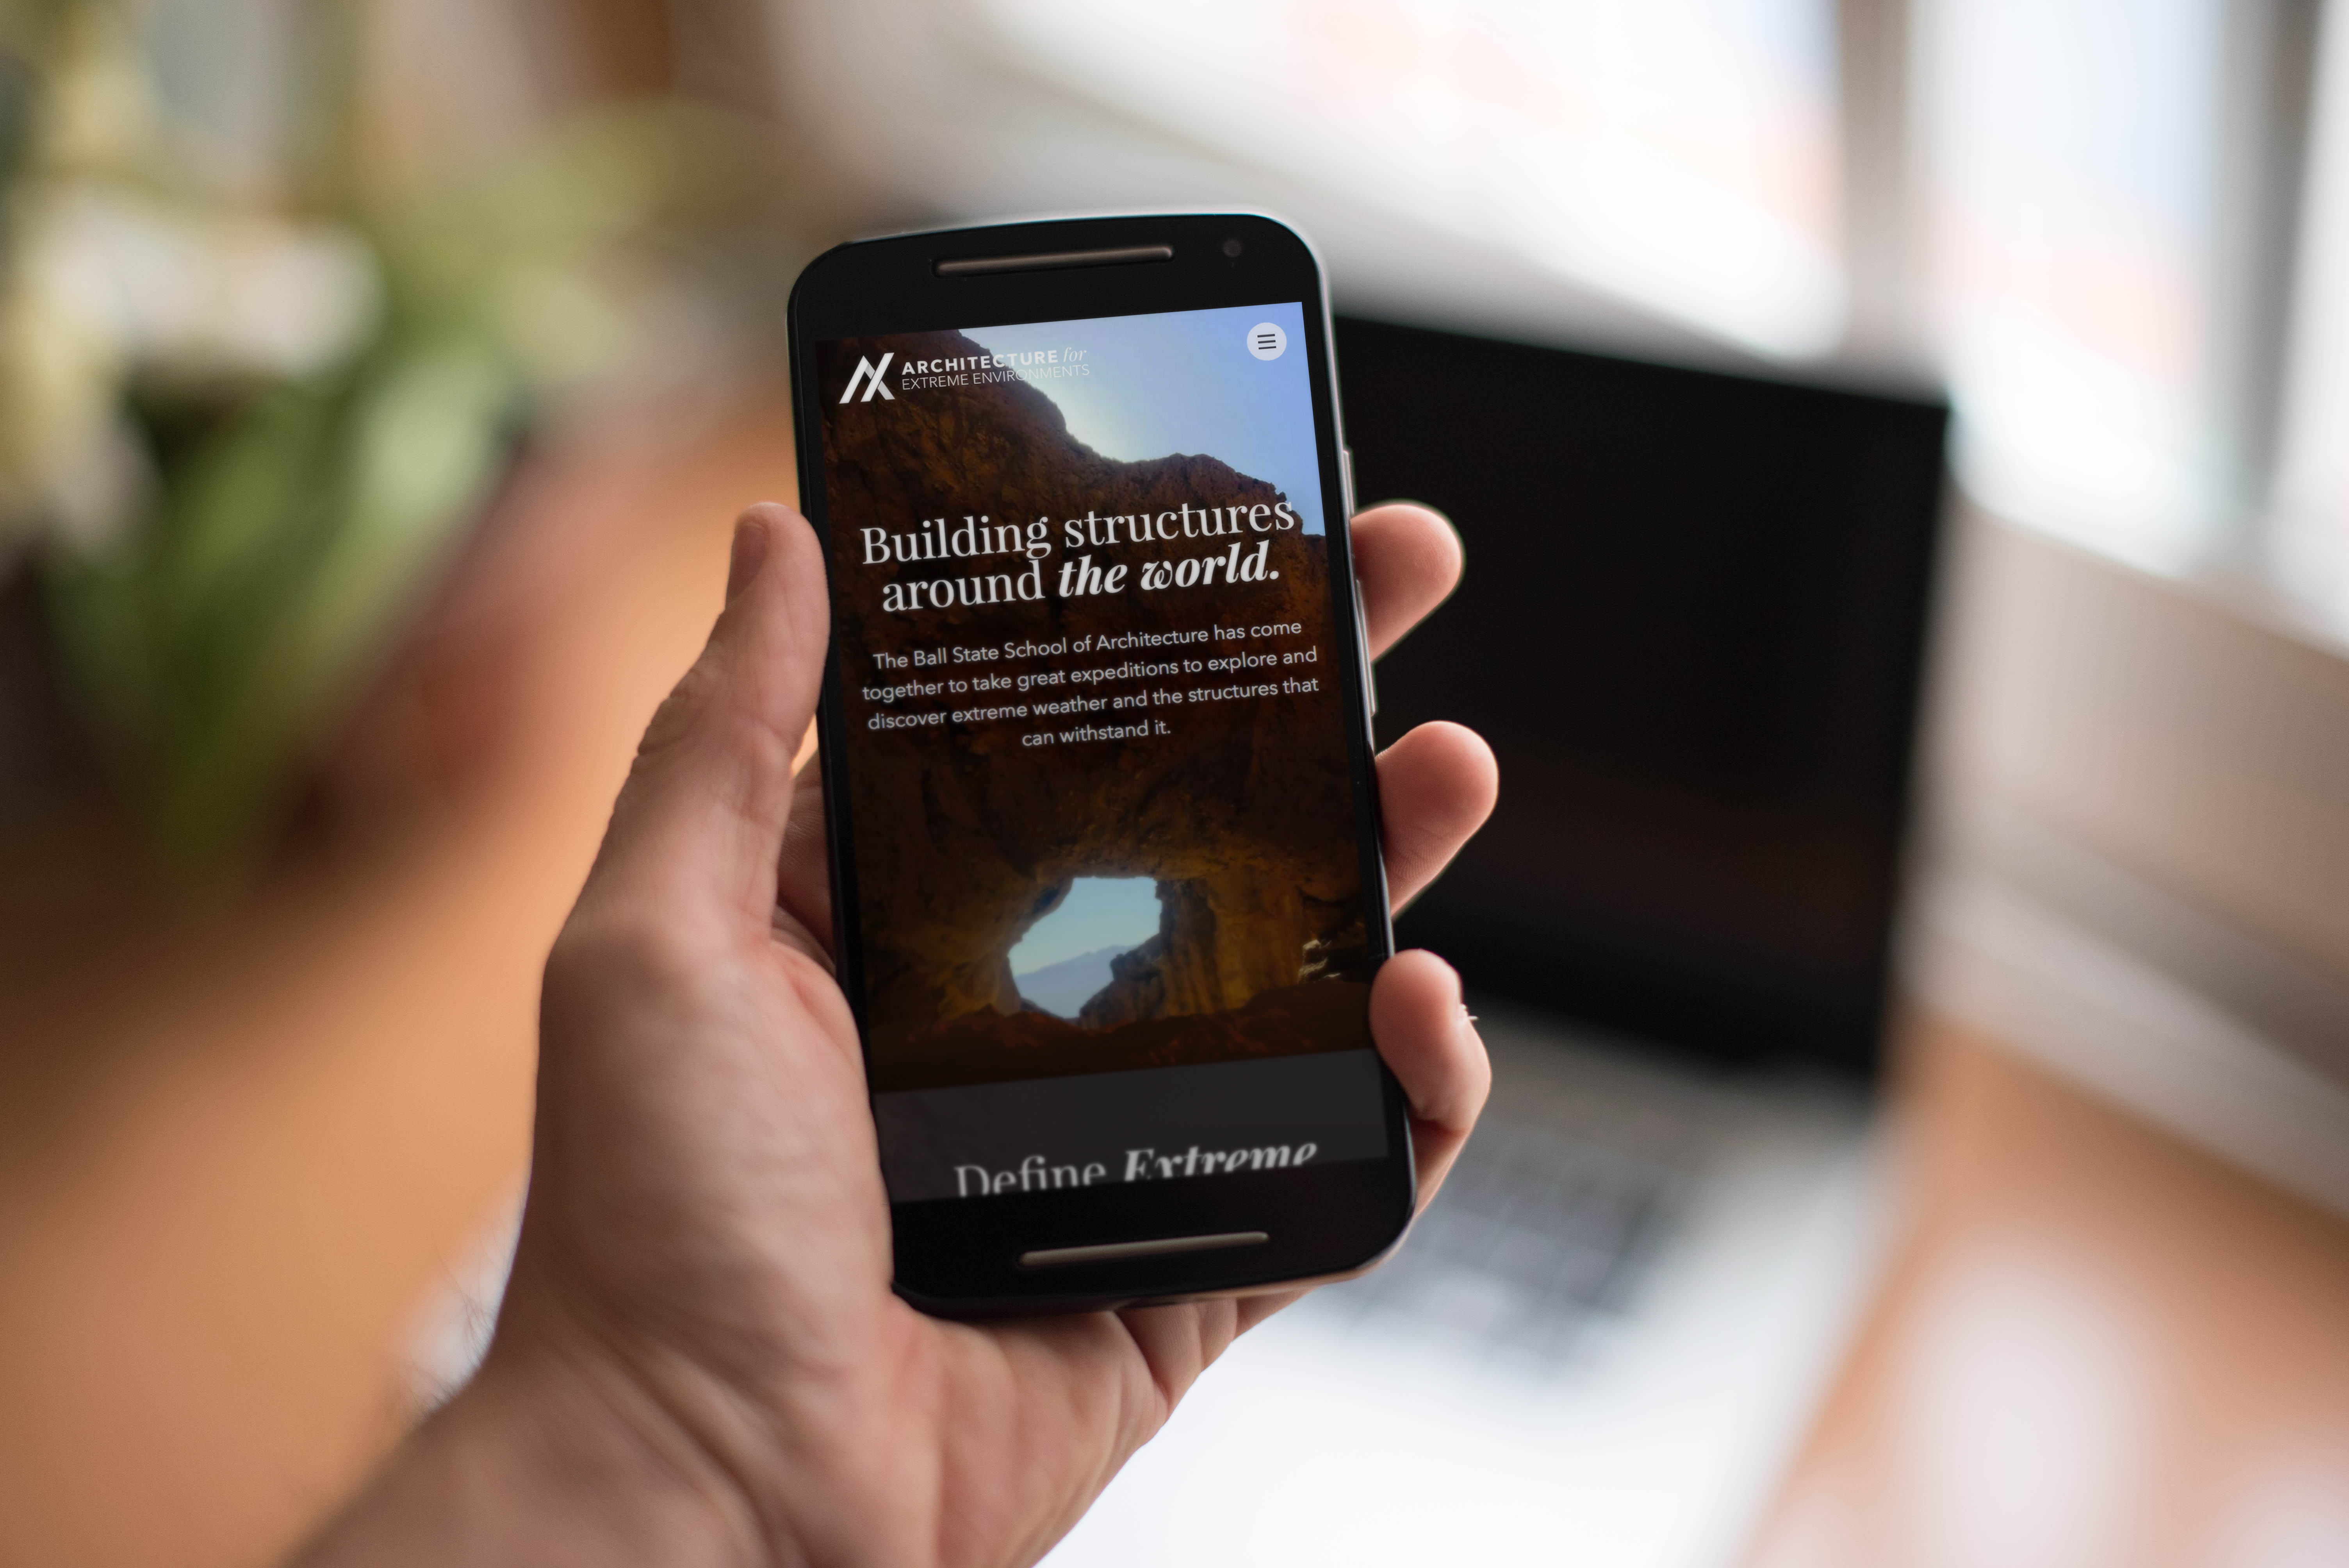 ARCHITECTURE for
EXTREME ENVIRONMENTS
Building structures
around the world.
The Ball State School of Architecture has come
together to take great expeditions to explore and
discover extreme weather and the structures that
can withstand it.
Define Extreme